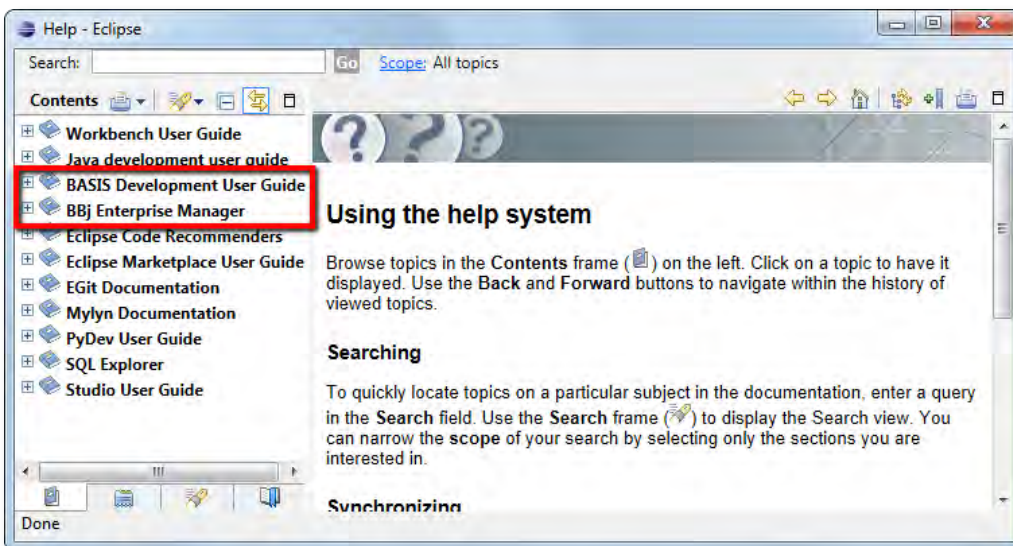 Help - Eclipse
Search:
Go
Scope: All topics
Contents
Workbench User Guide
Java development user guide
BASIS Development User Guide
BBj Enterprise Manager
Eclipse Code Recommenders
Eclipse Marketplace User Guide
EGit Documentation
Mylyn Documentation
PyDev User Guide
SQL Explorer
Studio User Guide
???
Using the help system
Browse topics in the Contents frame ( ) on the left. Click on a topic to have it
displayed. Use the Back and Forward buttons to navigate within the history of
viewed topics.
Searching
To quickly locate topics on a particular subject in the documentation, enter a query
in the Search field. Use the Search frame ( ) to display the Search view. You
can narrow the scope of your search by selecting only the sections you are
interested in.
Synchronizing
Done